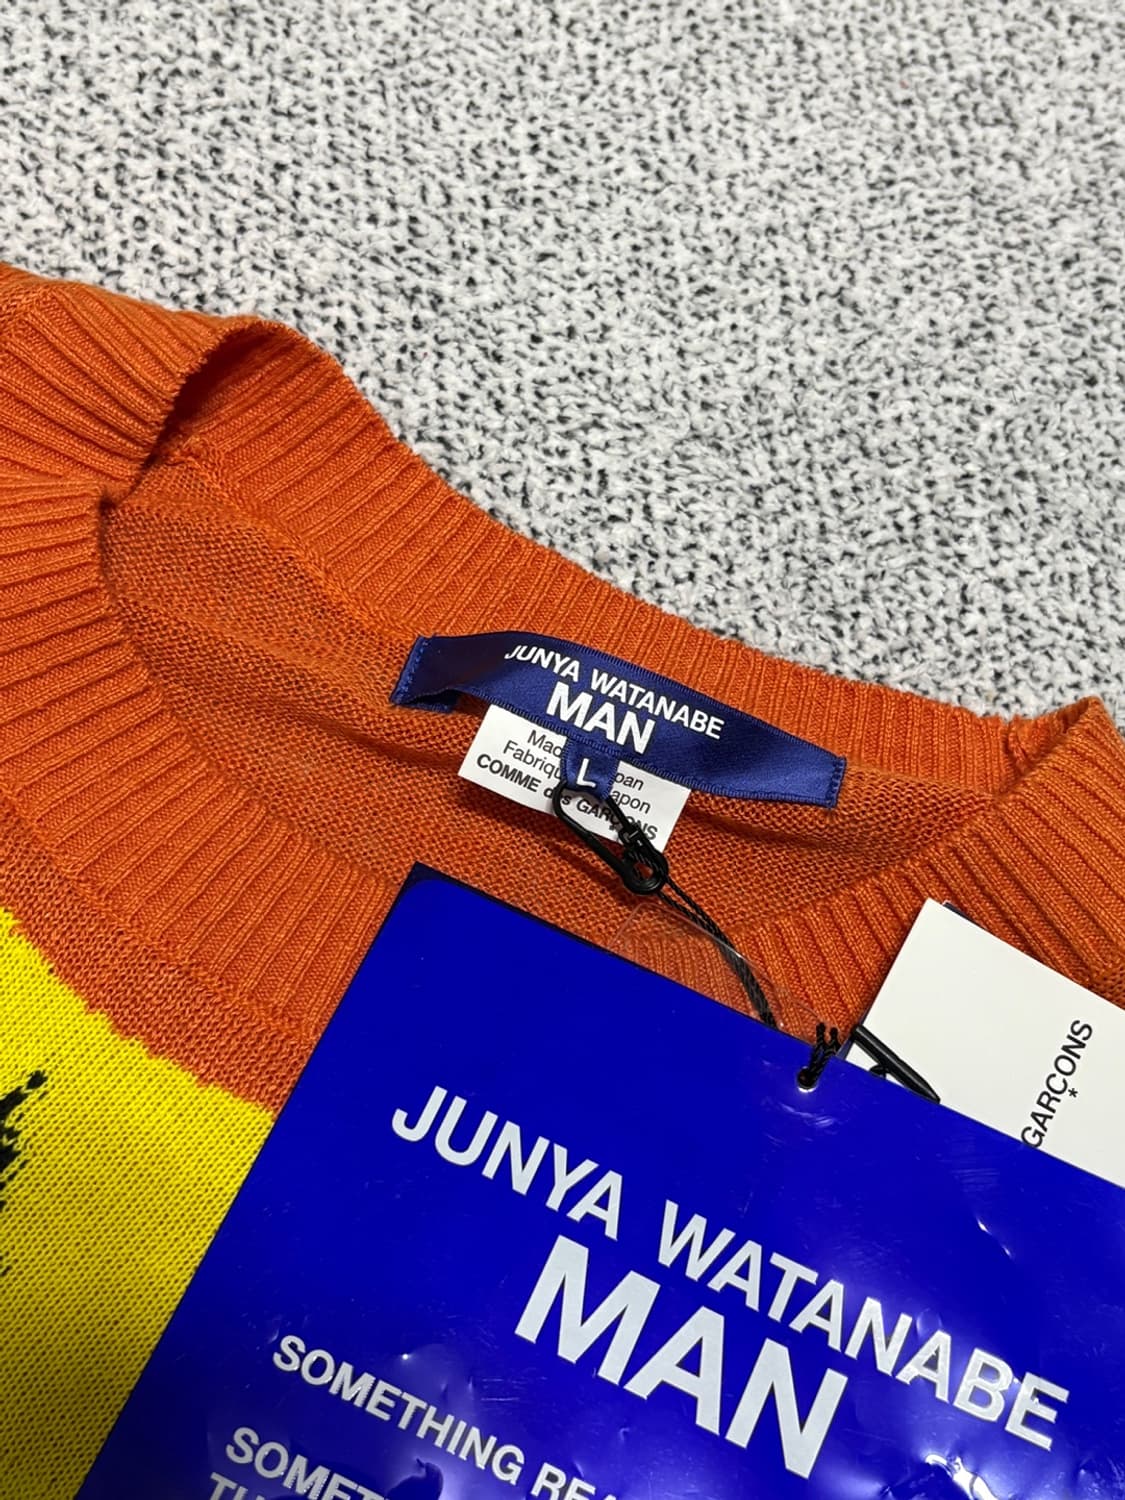 JUNYA WATANABE
MAN
L
COMME des GARÇONS
GARÇONS
*
JUNYA WATANABE
MAN
SOMETHING